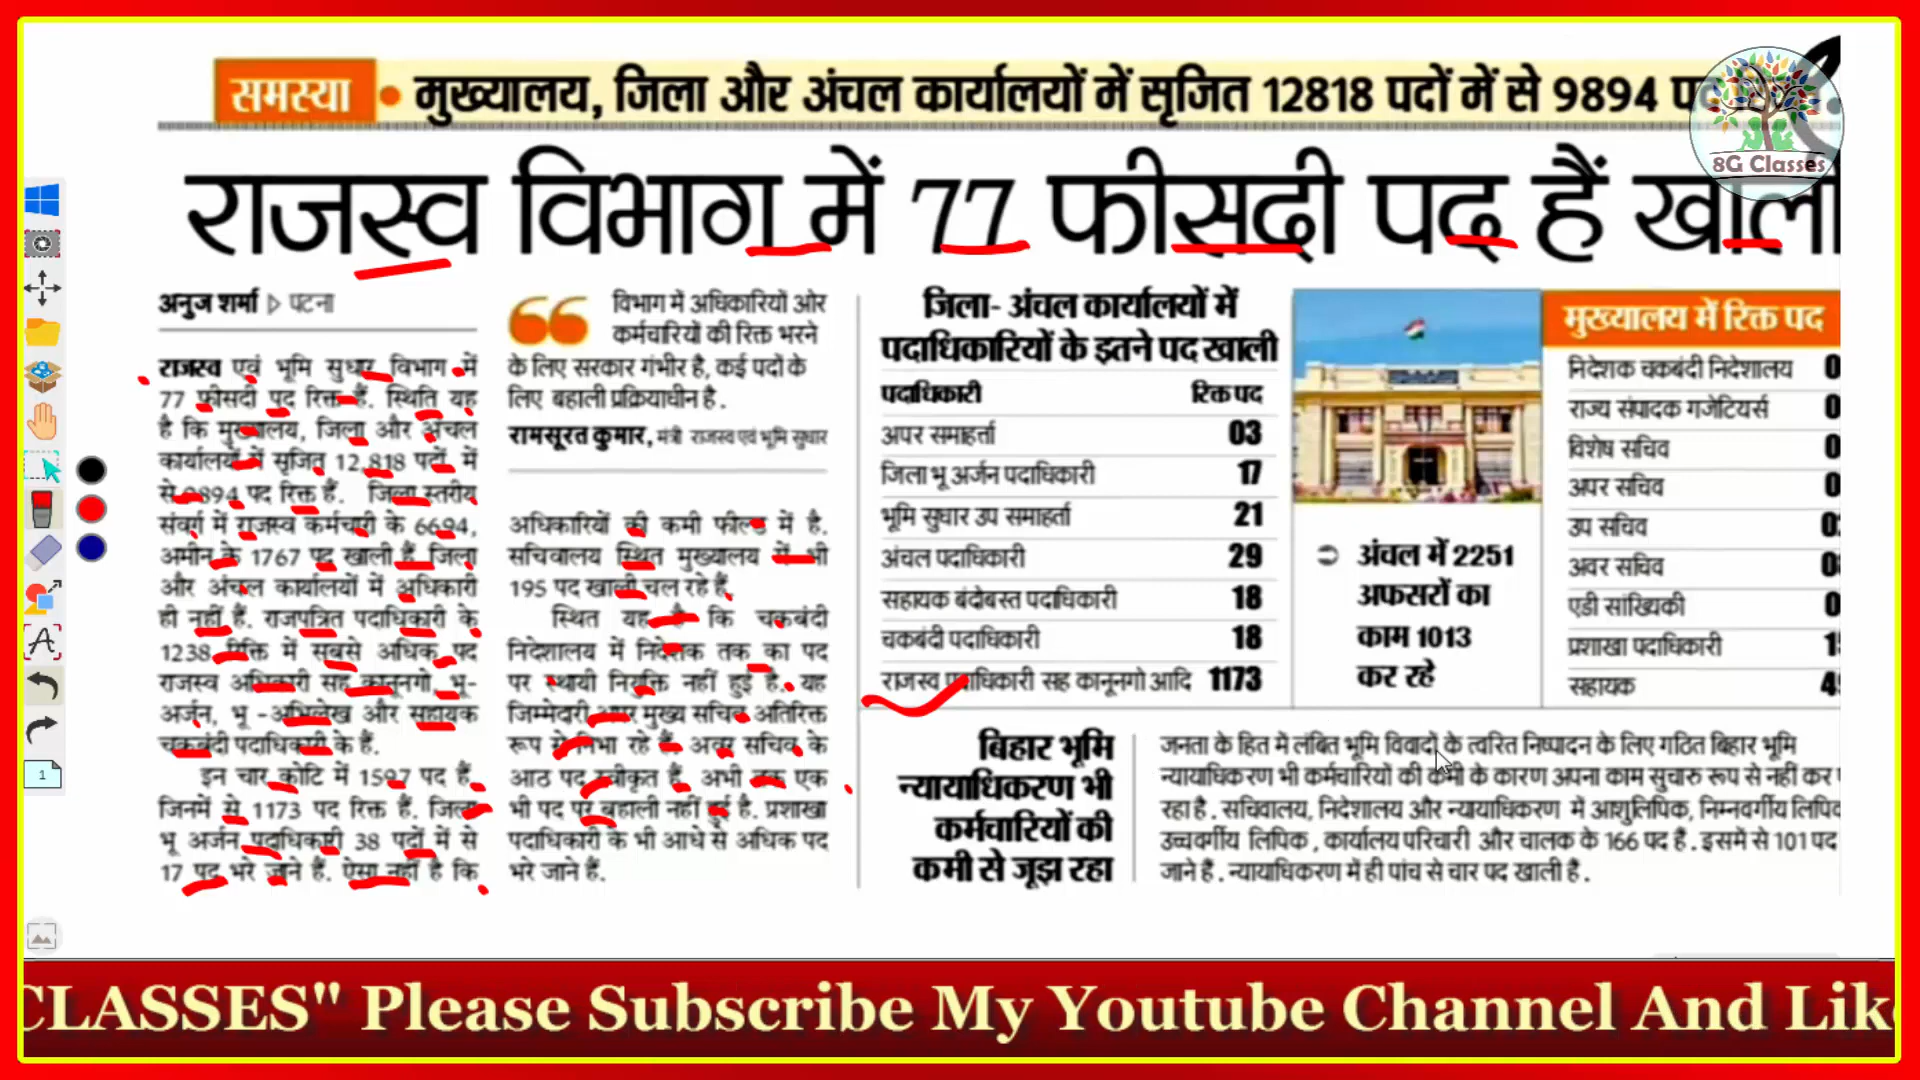 समस्या • मुख्यालय, जिला और अंचल कार्यालयों में सृजित 12818 पदों में से 9894
8G Classes
राजस्व विभाग में 77 फीसदी पद हैं खाली
अनुज शर्मा ▷ पटना
राजस्व एवं भूमि सुधार विभाग में
77 फीसदी पद रिक्त हैं. स्थिति यह
है कि मुख्यालय, जिला और अंचल
कार्यालयों में सृजित 12,818 पदों में
से 9894 पद रिक्त हैं. जिला स्तरीय
संवर्ग में राजस्व कर्मचारी के 6694,
अमीन के 1767 पद खाली हैं. जिला
और अंचल कार्यालयों में अधिकारी
ही नहीं हैं. राजपत्रित पदाधिकारी के
1238 रिक्ति में सबसे अधिक पद
राजस्व अधिकारी सह कानूनगो, भू-
अर्जन, भू -अभिलेख और सहायक
चकबंदी पदाधिकारी के हैं.
इन चार कोटि में 1597 पद हैं,
जिनमें से 1173 पद रिक्त हैं. जिला
भू अर्जन पदाधिकारी 38 पदों में से
17 पद भरे जाने हैं. ऐसा नहीं है कि
विभाग में अधिकारियों ओर
कर्मचारियों की रिक्त भरने
के लिए सरकार गंभीर है, कई पदों के
लिए बहाली प्रक्रियाधीन है .
रामसूरत कुमार, मंत्री राजस्व एवं भूमि सुधार
अधिकारियों की कमी फील्ड में है.
सचिवालय स्थित मुख्यालय में भी
195 पद खाली चल रहे हैं.
स्थित यह है कि चकबंदी
निदेशालय में निदेशक तक का पद
पर स्थायी नियुक्ति नहीं हुई है. यह
जिम्मेदारी अपर मुख्य सचिव अतिरिक्त
रूप से निभा रहे हैं. अवर सचिव के
आठ पद स्वीकृत हैं, अभी तक एक
भी पद पर बहाली नहीं हुई है. प्रशाखा
पदाधिकारी के भी आधे से अधिक पद
भरे जाने हैं.
जिला- अंचल कार्यालयों में
पदाधिकारियों के इतने पद खाली
पदाधिकारी रिक्त पद
अपर समाहर्ता 03
जिला भू अर्जन पदाधिकारी 17
भूमि सुधार उप समाहर्ता 21
अंचल पदाधिकारी 29
सहायक बंदोबस्त पदाधिकारी 18
चकबंदी पदाधिकारी 18
राजस्व पदाधिकारी सह कानूनगो आदि 1173
अंचल में 2251
अफसरों का
काम 1013
कर रहे
मुख्यालय में रिक्त पद
निदेशक चकबंदी निदेशालय
राज्य संपादक गजेटियर्स
विशेष सचिव
अपर सचिव
उप सचिव
अवर सचिव
एडी सांख्यिकी
प्रशाखा पदाधिकारी
सहायक
बिहार भूमि
न्यायाधिकरण भी
कर्मचारियों की
कमी से जूझ रहा
जनता के हित में लंबित भूमि विवादों के त्वरित निष्पादन के लिए गठित बिहार भूमि
न्यायाधिकरण भी कर्मचारियों की कमी के कारण अपना काम सुचारु रूप से नहीं कर
रहा है . सचिवालय, निदेशालय और न्यायाधिकरण में आशुलिपिक, निम्नवर्गीय
उच्चवर्गीय लिपिक , कार्यालय परिचारी और चालक के 166 पद है . इसमें से 101 पद
जाने हैं . न्यायाधिकरण में ही पांच से चार पद खाली हैं .
1
CLASSES" Please Subscribe My Youtube Channel And